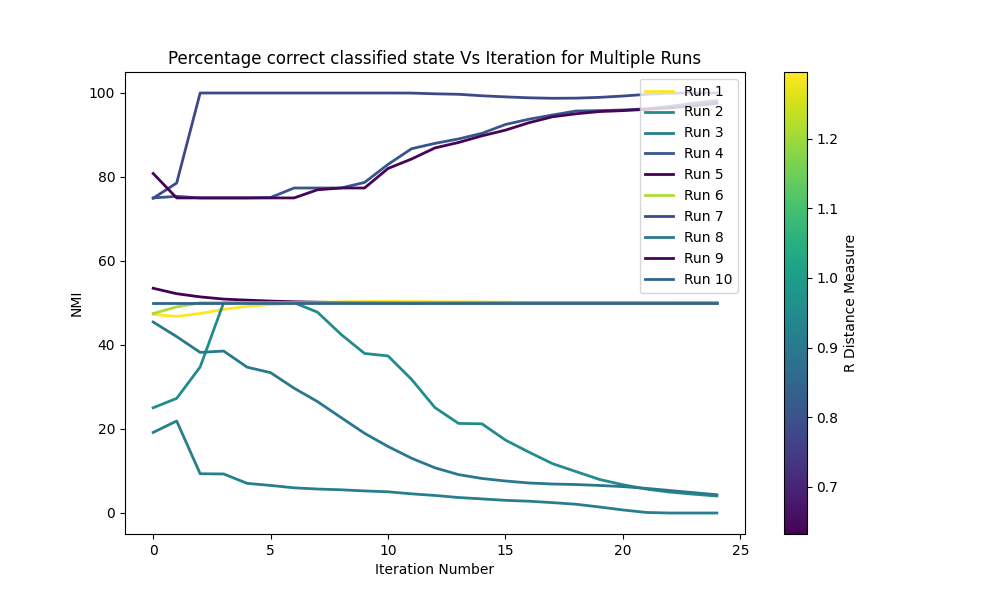 Percentage correct classified state Vs Iteration for Multiple Runs
NMI
100
80
60
40
20
0
0
5
10
15
20
25
Iteration Number
Run 1
Run 2
Run 3
Run 4
Run 5
Run 6
Run 7
Run 8
Run 9
Run 10
1.2
1.1
1.0
0.9
0.8
0.7
R Distance Measure